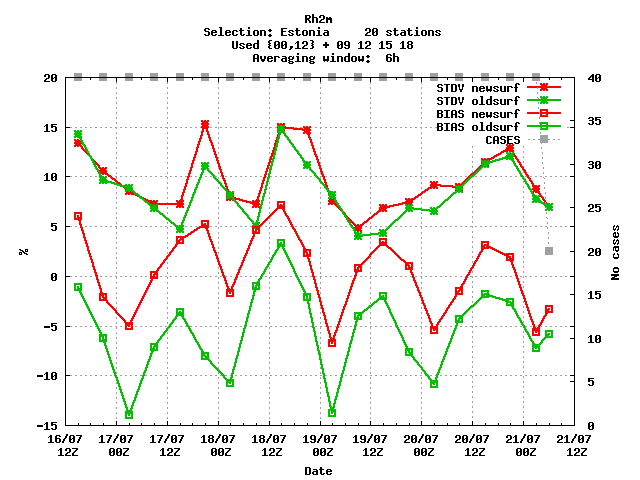 Rh2m
Selection: Estonia     20 stations
Used {00,12} + 09 12 15 18
Averaging window:  6h
20
15
10
5
0
-5
-10
-15
%
40
35
30
25
20
15
10
5
0
No cases
STDV newsurf
STDV oldsurf
BIAS newsurf
BIAS oldsurf
CASES
16/07 17/07 17/07 18/07 18/07 19/07 19/07 20/07 20/07 21/07 21/07
12Z 00Z 12Z 00Z 12Z 00Z 12Z 00Z 12Z 00Z 12Z
Date